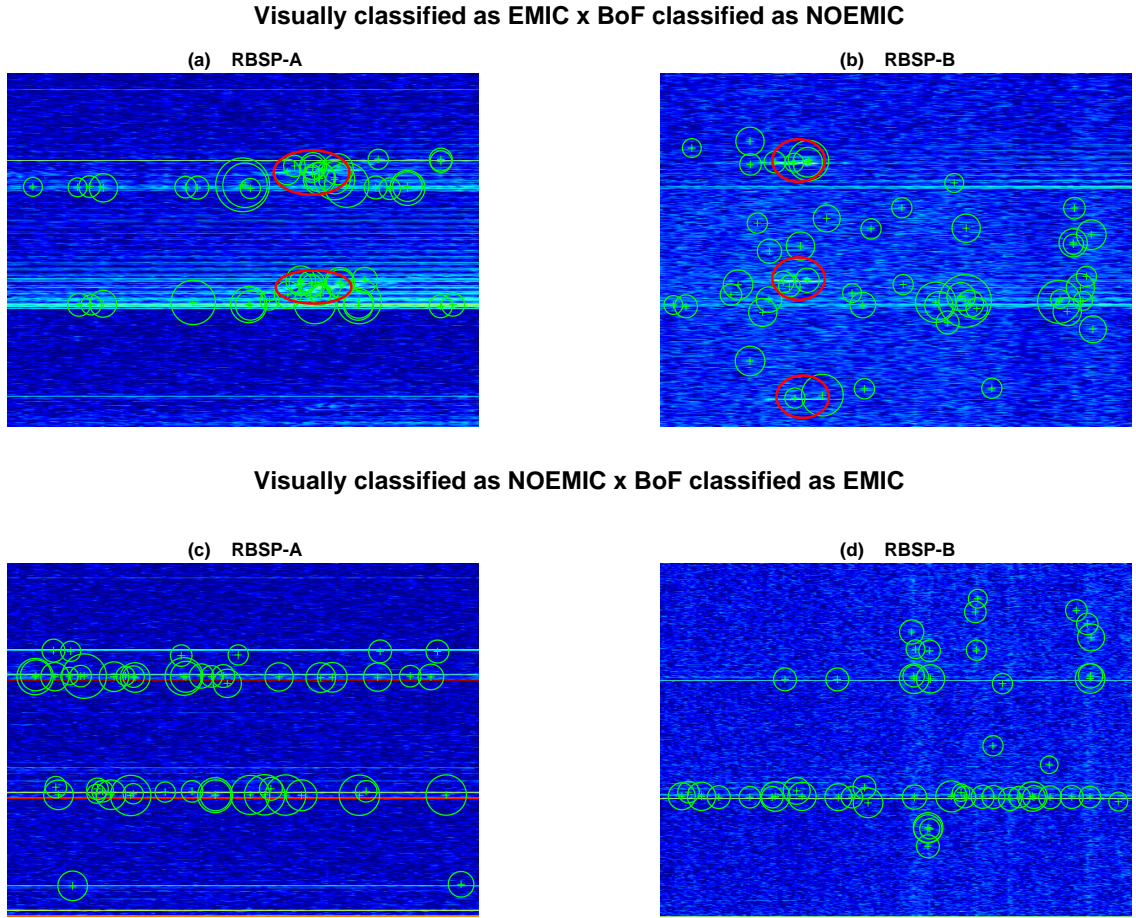 Visually classified as EMIC x BoF classified as NOEMIC
(a) RBSP-A
(b) RBSP-B
Visually classified as NOEMIC x BoF classified as EMIC
(c) RBSP-A
(d) RBSP-B